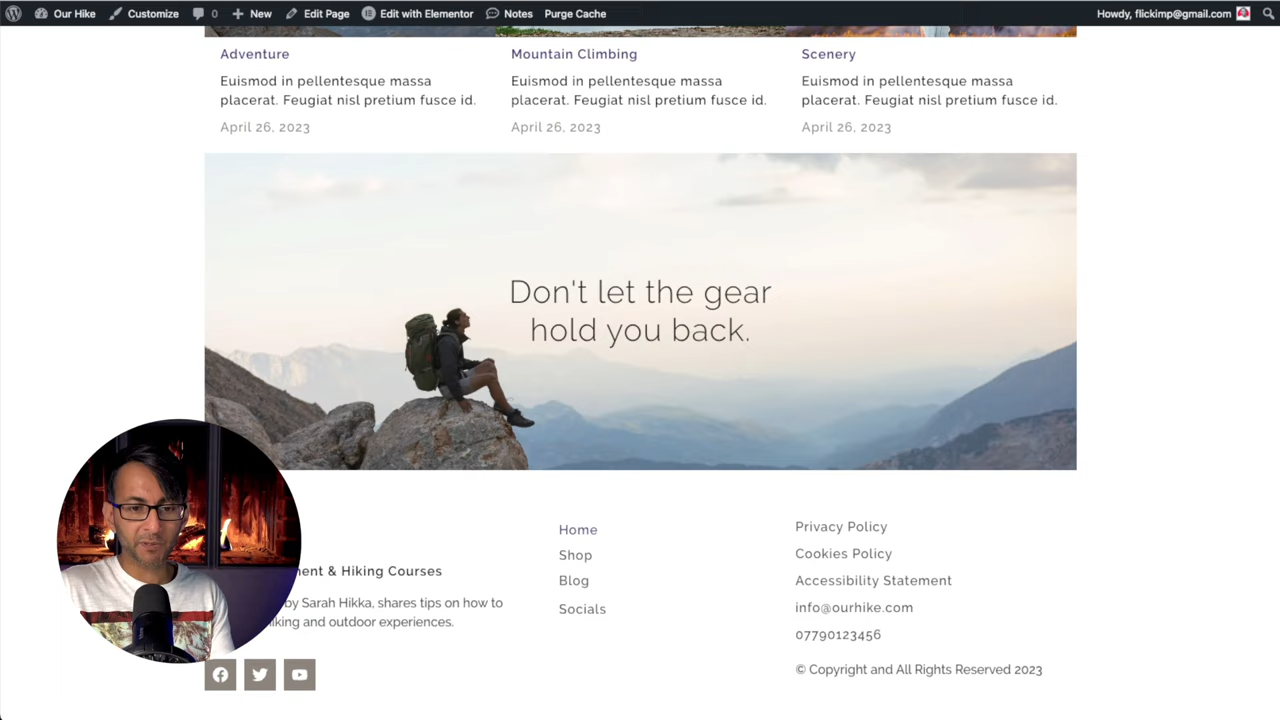 Our Hike Customize 0 New Edit Page Edit with Elementor Notes Purge Cache Howdy, flickimp@gmail.com
Adventure
Euismod in pellentesque massa
placerat. Feugiat nisl pretium fusce id.
April 26, 2023
Mountain Climbing
Euismod in pellentesque massa
placerat. Feugiat nisl pretium fusce id.
April 26, 2023
Scenery
Euismod in pellentesque massa
placerat. Feugiat nisl pretium fusce id.
April 26, 2023
Don't let the gear
hold you back.
& Hiking Courses
by Sarah Hikka, shares tips on how to
and outdoor experiences.
Home
Shop
Blog
Socials
Privacy Policy
Cookies Policy
Accessibility Statement
info@ourhike.com
07790123456
© Copyright and All Rights Reserved 2023